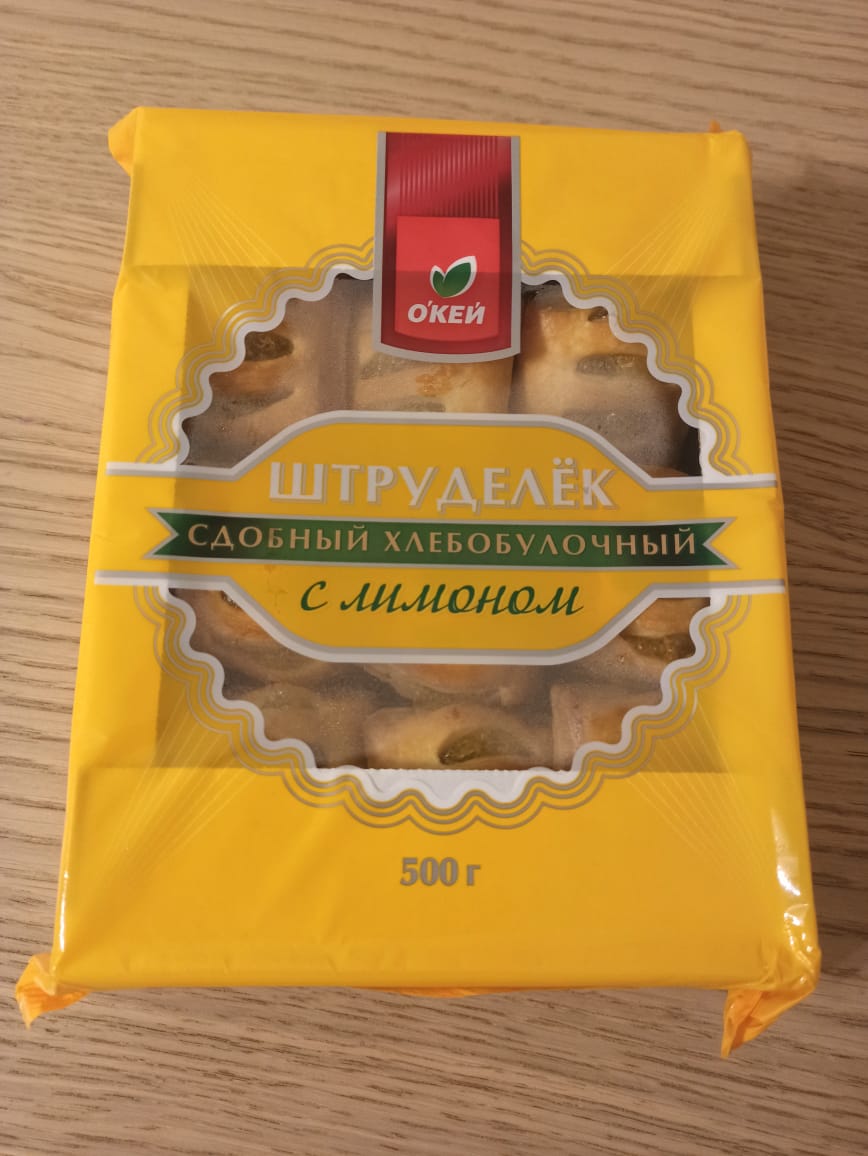 О'КЕЙ
ШТРУДЕЛЁК
СДОБНЫЙ ХЛЕБОБУЛОЧНЫЙ
с лимоном
500 г